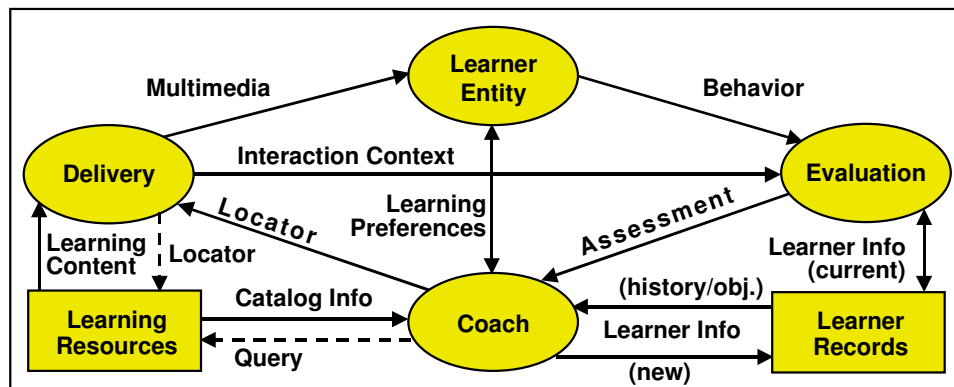 Learner
Entity
Multimedia
Behavior
Delivery
Interaction Context
Evaluation
Learning
Preferences
Locator
Assessment
Learning
Content
Locator
Learner Info
(current)
Catalog Info
(history/obj.)
Learning
Resources
Coach
Learner Info
Learner
Records
Query
(new)